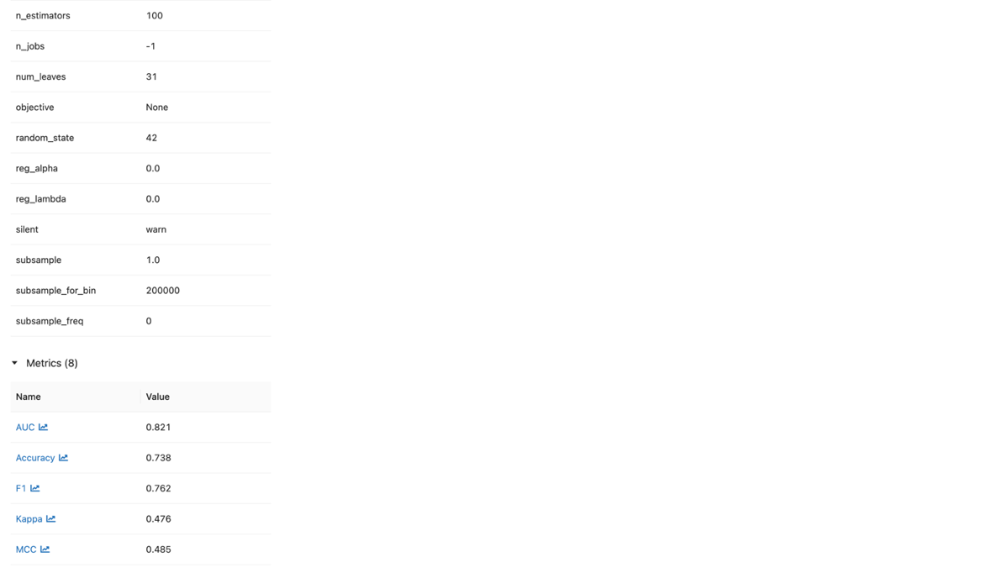 n_estimators 100
n_jobs -1
num_leaves 31
objective None
random_state 42
reg_alpha 0.0
reg_lambda 0.0
silent warn
subsample 1.0
subsample_for_bin 200000
subsample_freq 0
Metrics (8)
Name Value
AUC 0.821
Accuracy 0.738
F1 0.762
Kappa 0.476
MCC 0.485